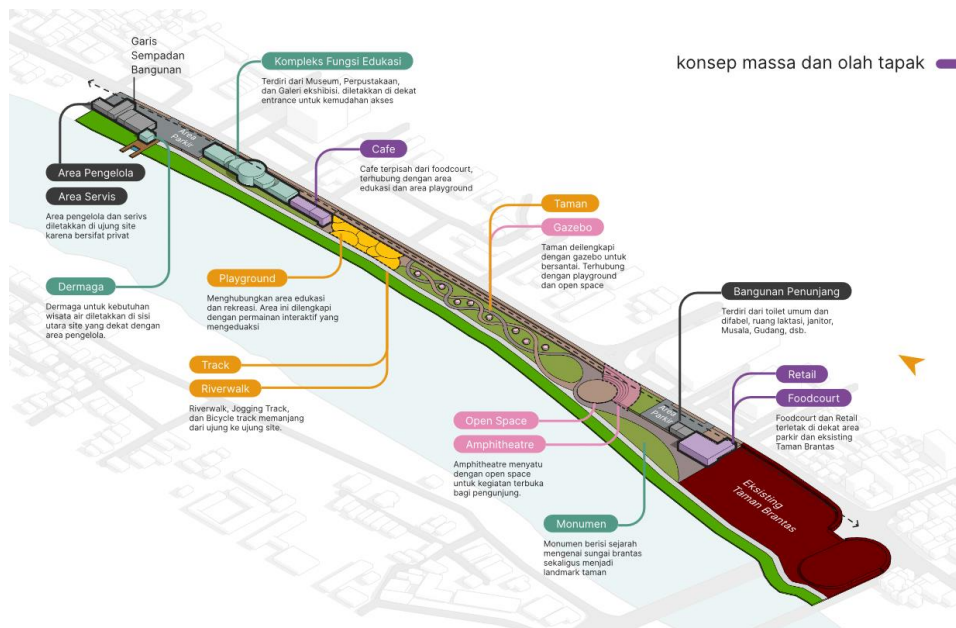 konsep massa dan olah tapak
Garis
Sempadan
Bangunan
Kompleks Fungsi Edukasi
Terdiri dari Museum, Perpustakaan,
dan Galeri ekshibisi. diletakkan di dekat
entrance untuk kemudahan akses
Area
Parkir
Cafe
Cafe terpisah dari foodcourt,
terhubung dengan area
edukasi dan area playground
Area Pengelola
Area Servis
Area pengelola dan serivs
diletakkan di ujung site
karena bersifat privat
Taman
Gazebo
Taman deilengkapi
dengan gazebo untuk
bersantai. Terhubung
dengan playground
dan open space
Dermaga
Dermaga untuk kebutuhan
wisata air diletakkan di sisi
utara site yang dekat dengan
area pengelola.
Playground
Menghubungkan area edukasi
dan rekreasi. Area ini dilengkapi
dengan permainan interaktif yang
mengeduaksi
Bangunan Penunjang
Terdiri dari toilet umum dan
difabel, ruang laktasi, janitor,
Musala, Gudang, dsb.
Track
Riverwalk
Riverwalk, Jogging Track,
dan Bicycle track memanjang
dari ujung ke ujung site.
Retail
Foodcourt
Foodcourt dan Retail
terletak di dekat area
parkir dan eksisting
Taman Brantas
Area
Parkir
Open Space
Amphitheatre
Amphitheatre menyatu
dengan open space
untuk kegiatan terbuka
bagi pengunjung.
Eksisting
Taman Brantas
Monumen
Monumen berisi sejarah
mengenai sungai brantas
sekaligus menjadi
landmark taman